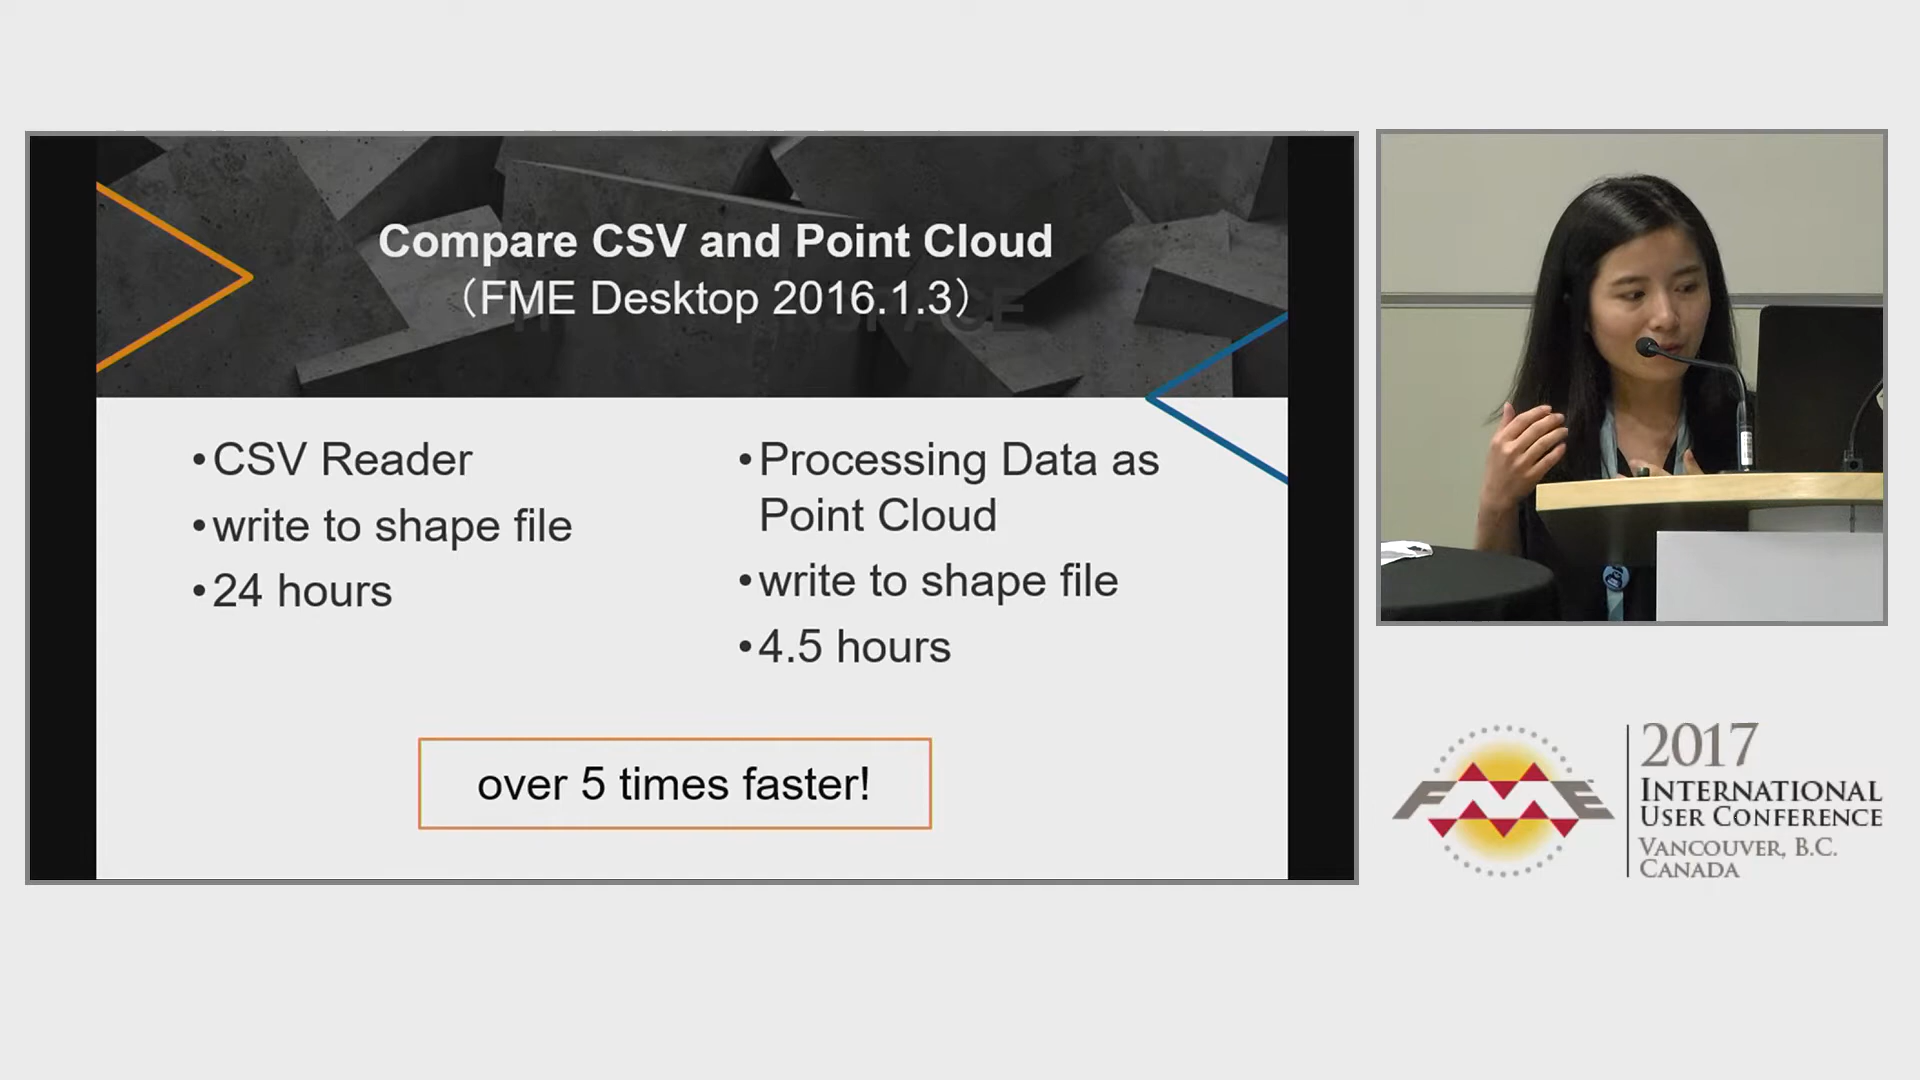 Compare CSV and Point Cloud
（FME Desktop 2016.1.3）
•CSV Reader
•write to shape file
•24 hours
•Processing Data as
Point Cloud
•write to shape file
•4.5 hours
over 5 times faster!
FME
2017
INTERNATIONAL
USER CONFERENCE
VANCOUVER, B.C.
CANADA